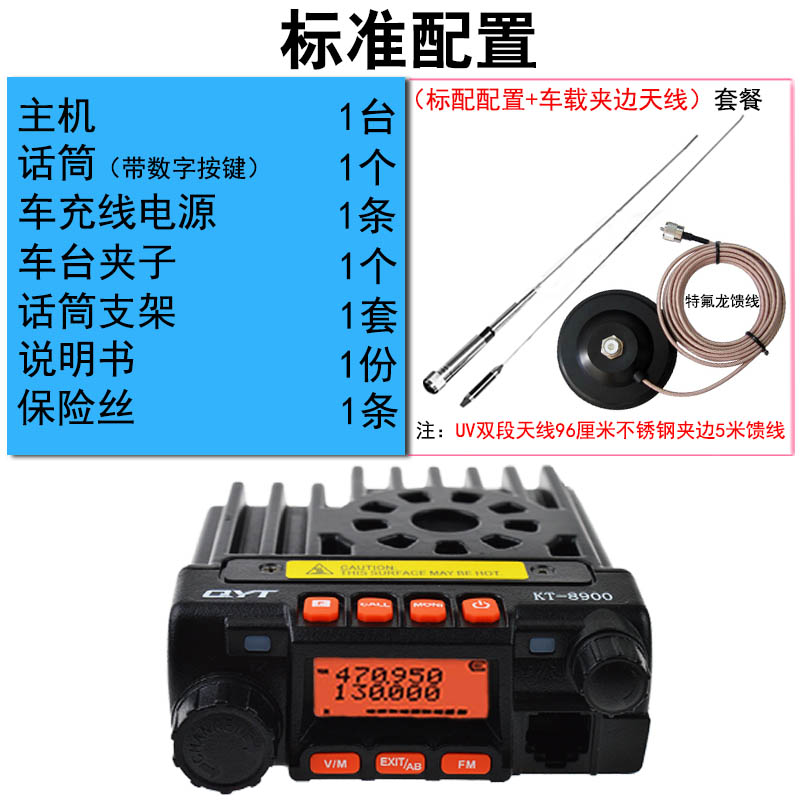 标准配置
主机 1台
话筒（带数字按键） 1个
车充线电源 1条
车台夹子 1个
话筒支架 1套
说明书 1份
保险丝 1条
（标配配置+车载夹边天线）套餐
特氟龙馈线
注：UV双段天线96厘米不锈钢夹边5米馈线
CAUTION:
THIS SURFACE MAY BE HOT.
QYT
KT-8900
F CALL MONI
470.950
130.000
V/M EXIT/AB FM